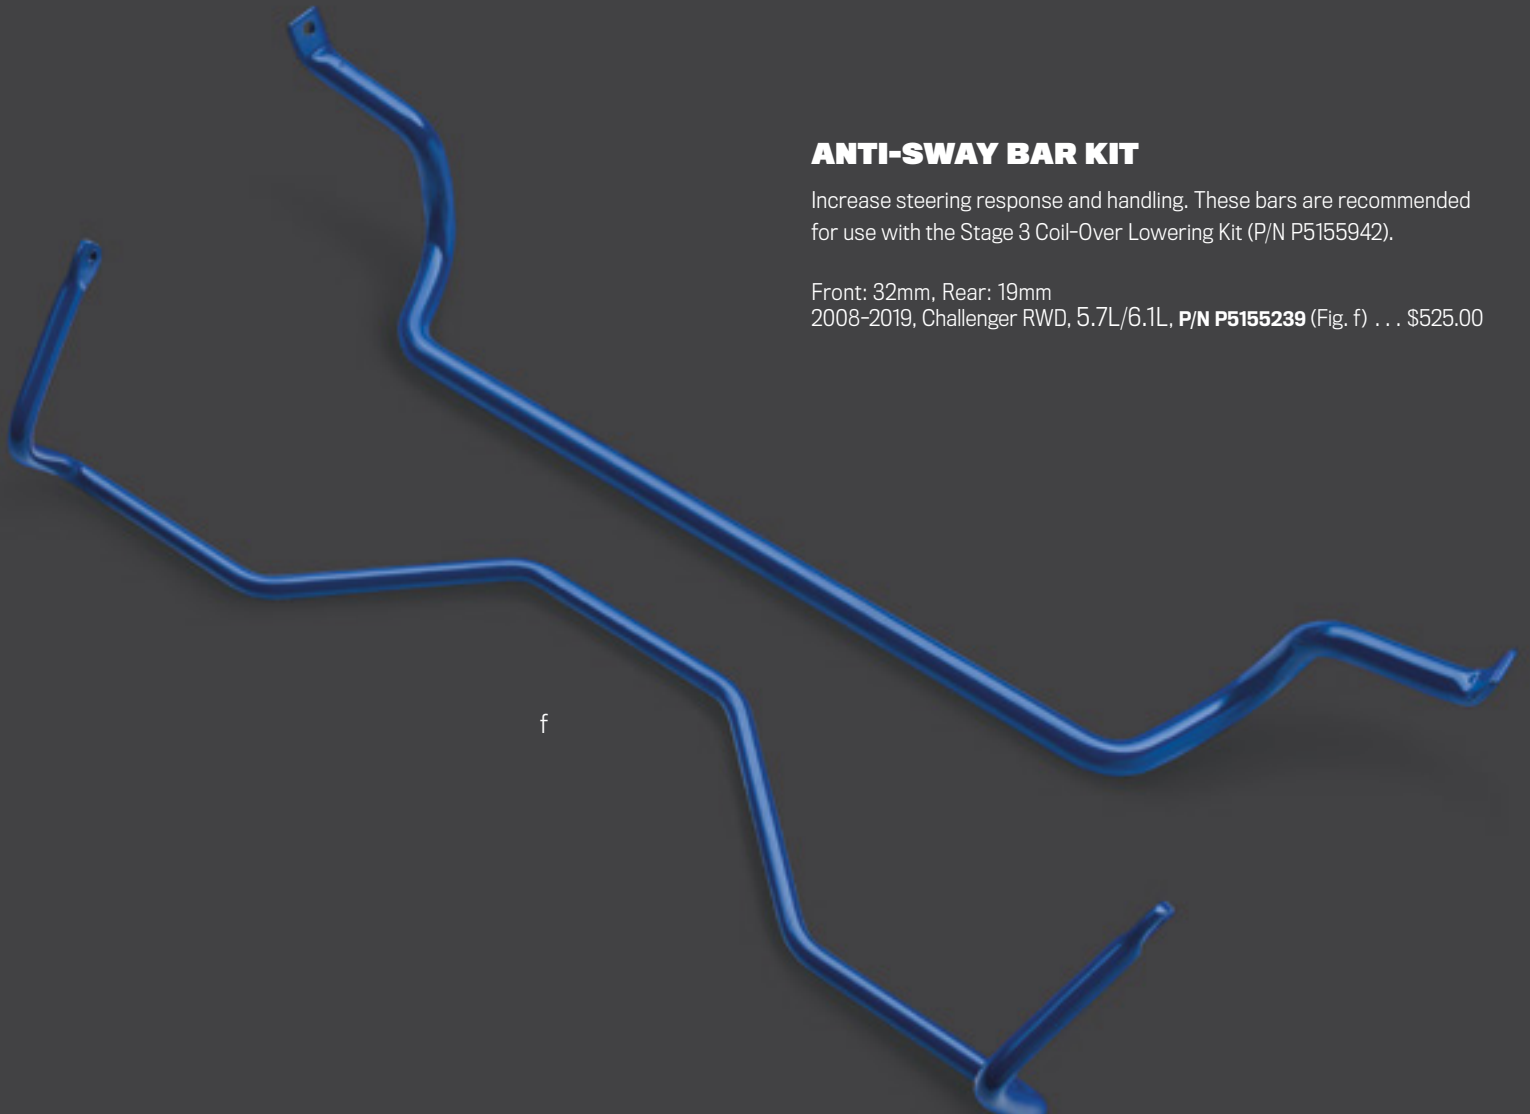 ANTI-SWAY BAR KIT
Increase steering response and handling. These bars are recommended
for use with the Stage 3 Coil-Over Lowering Kit (P/N P5155942).
Front: 32mm, Rear: 19mm
2008-2019, Challenger RWD, 5.7L/6.1L, P/N P5155239 (Fig. f) . . . $525.00
f